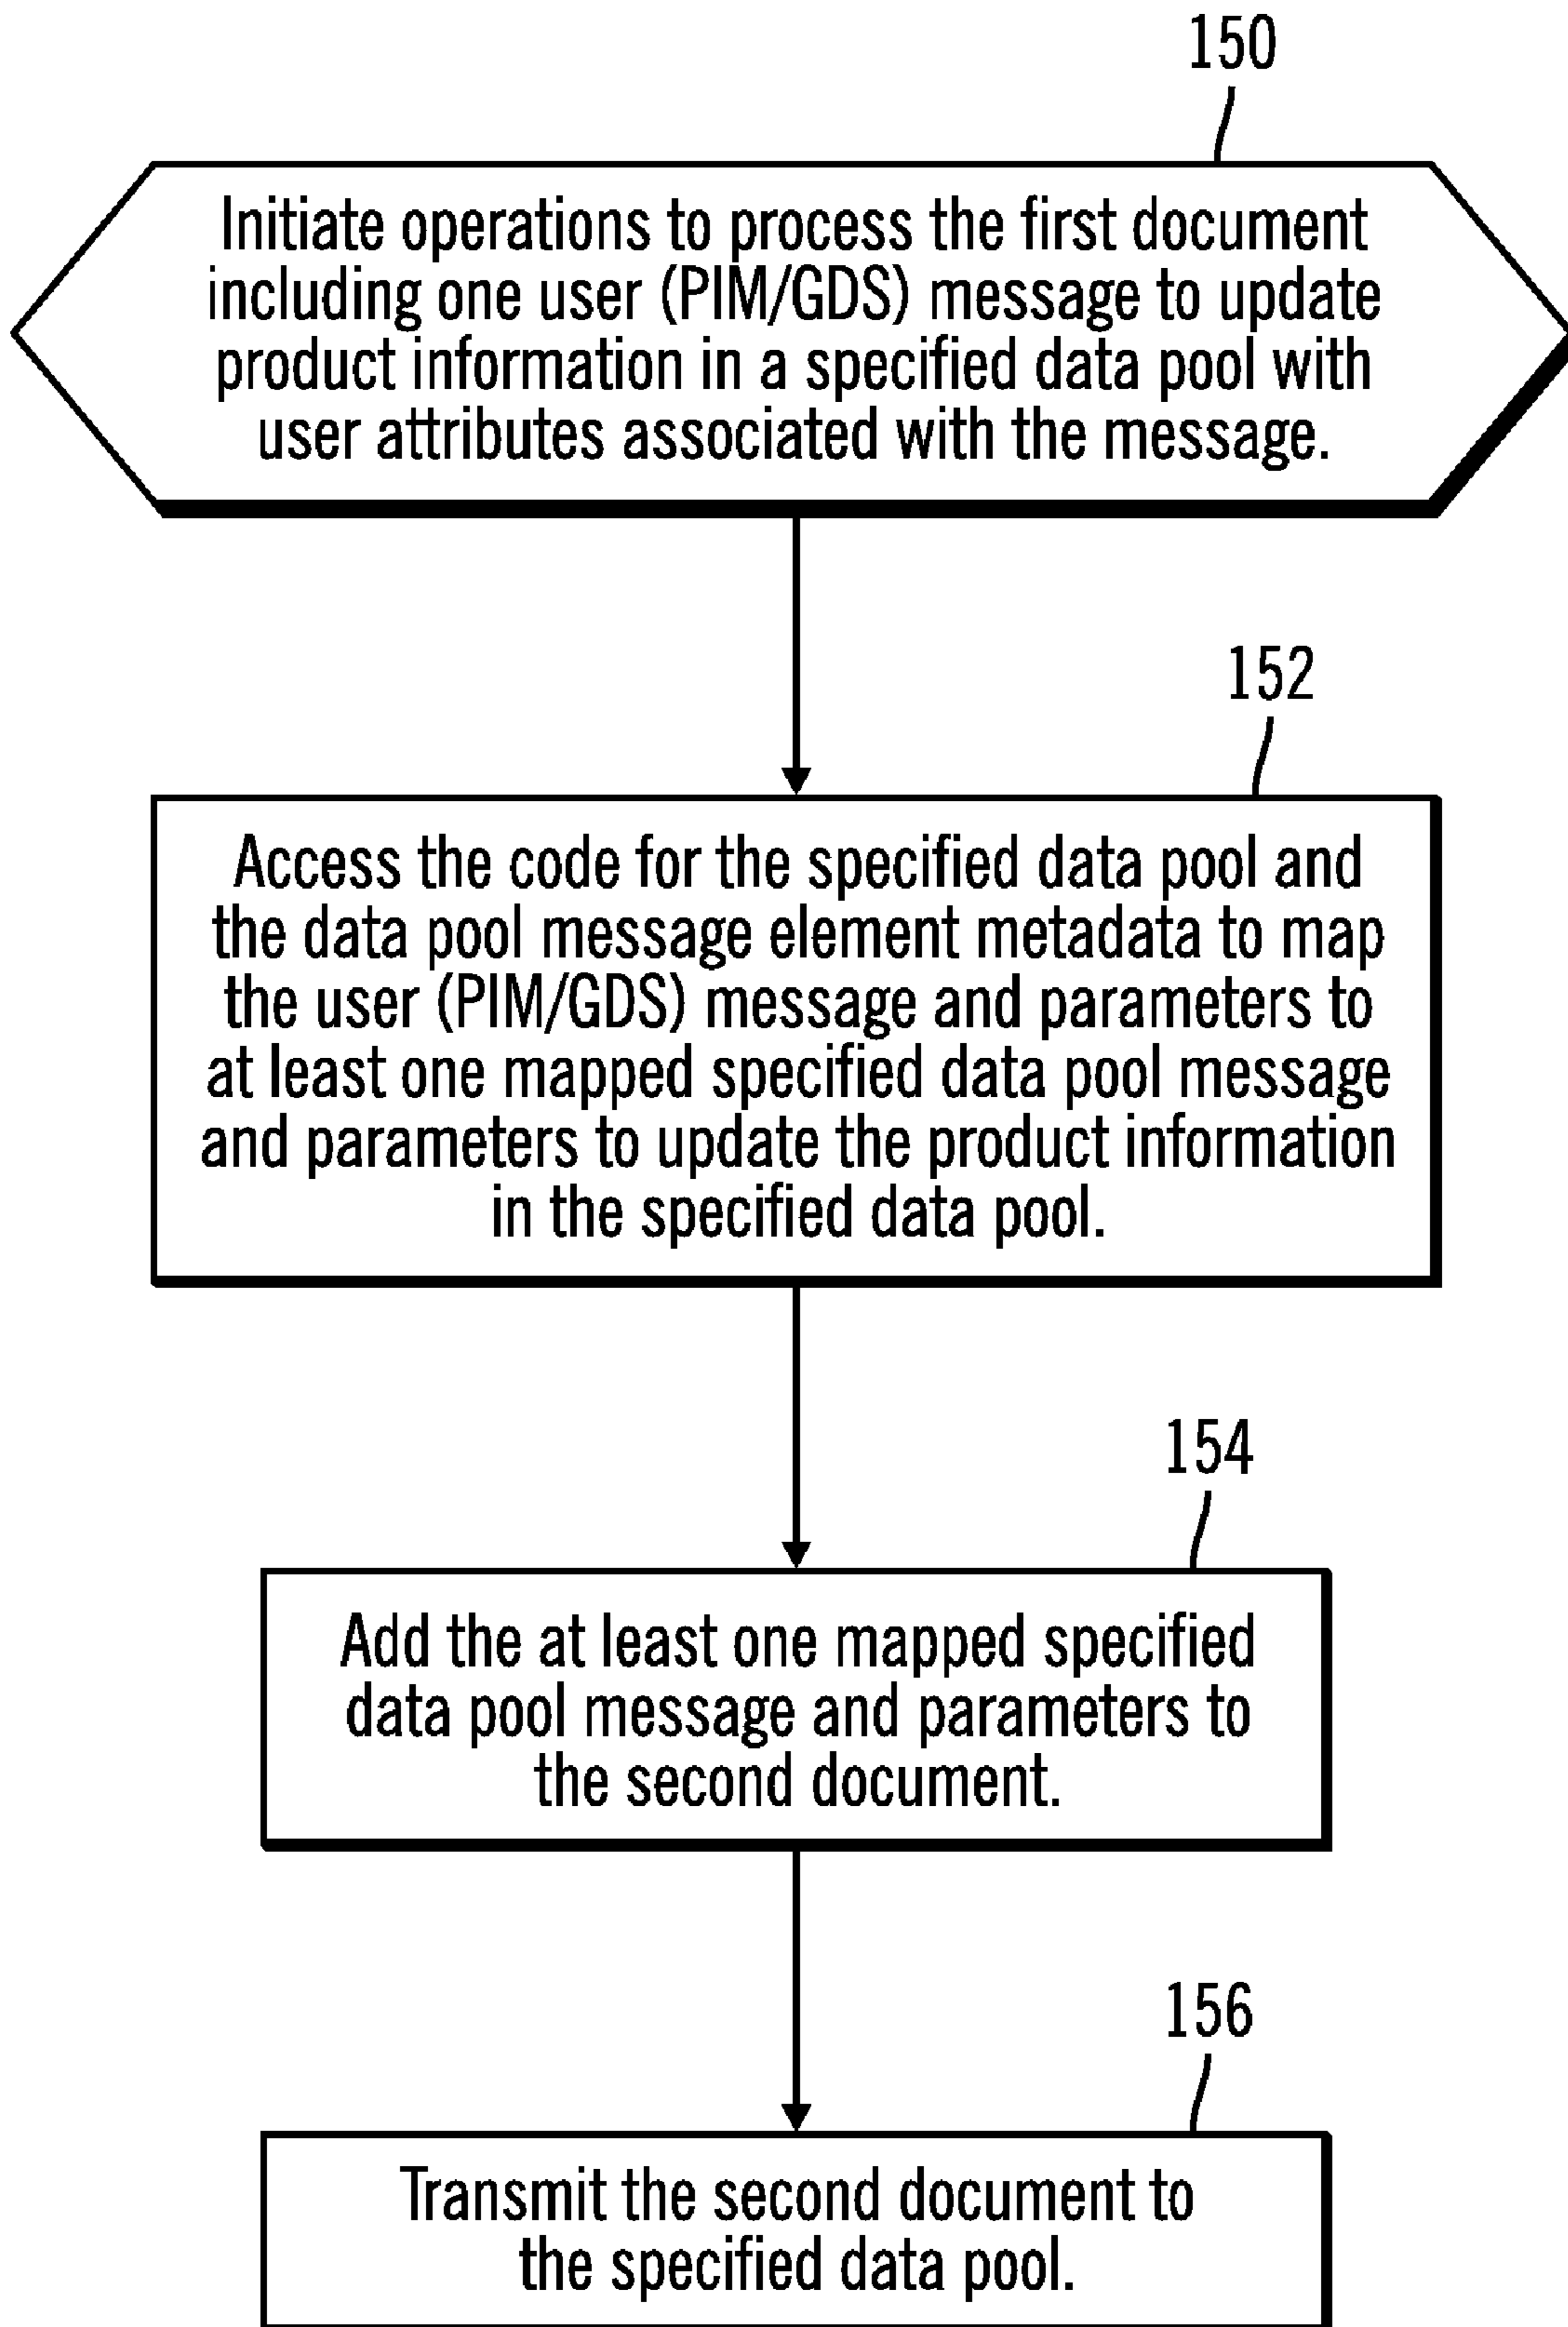 150
Initiate operations to process the first document
including one user (PIM/GDS) message to update
product information in a specified data pool with
user attributes associated with the message.
152
Access the code for the specified data pool and
the data pool message element metadata to map
the user (PIM/GDS) message and parameters to
at least one mapped specified data pool message
and parameters to update the product information
in the specified data pool.
154
Add the at least one mapped specified
data pool message and parameters to
the second document.
156
Transmit the second document to
the specified data pool.